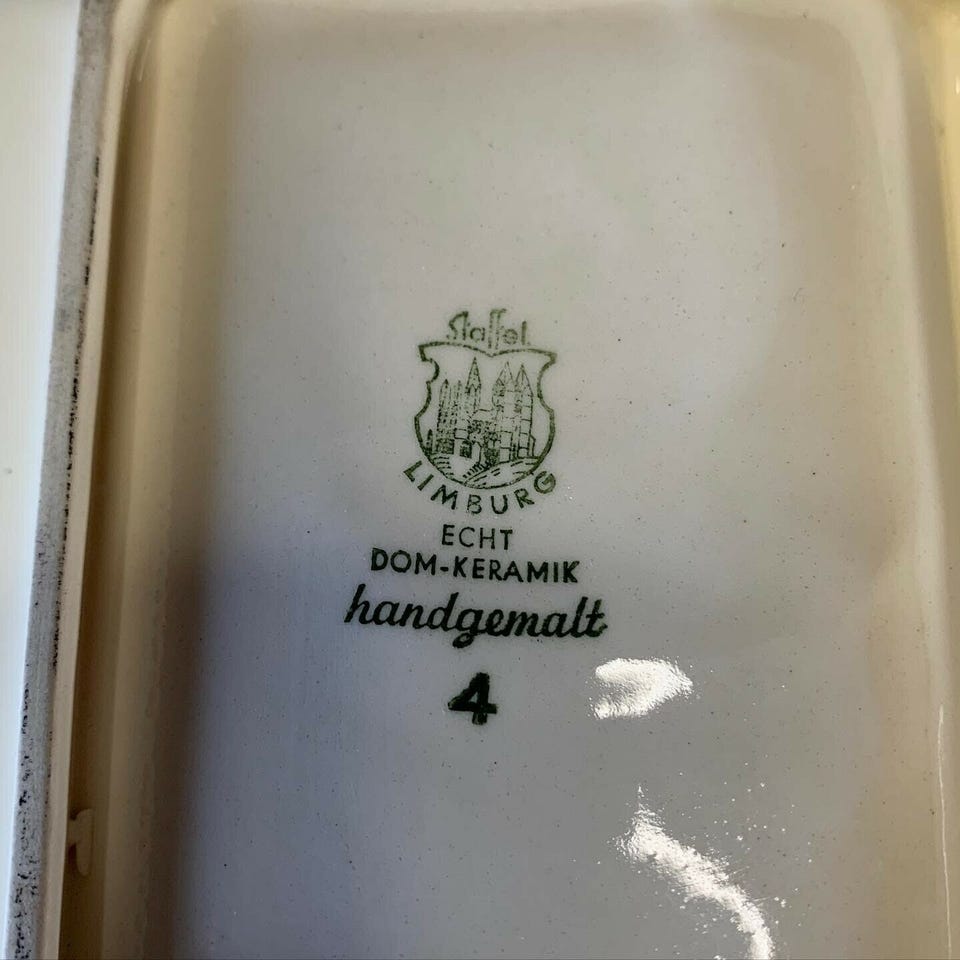 Staffel
LIMBURG
ECHT
DOM-KERAMIK
handgemalt
4